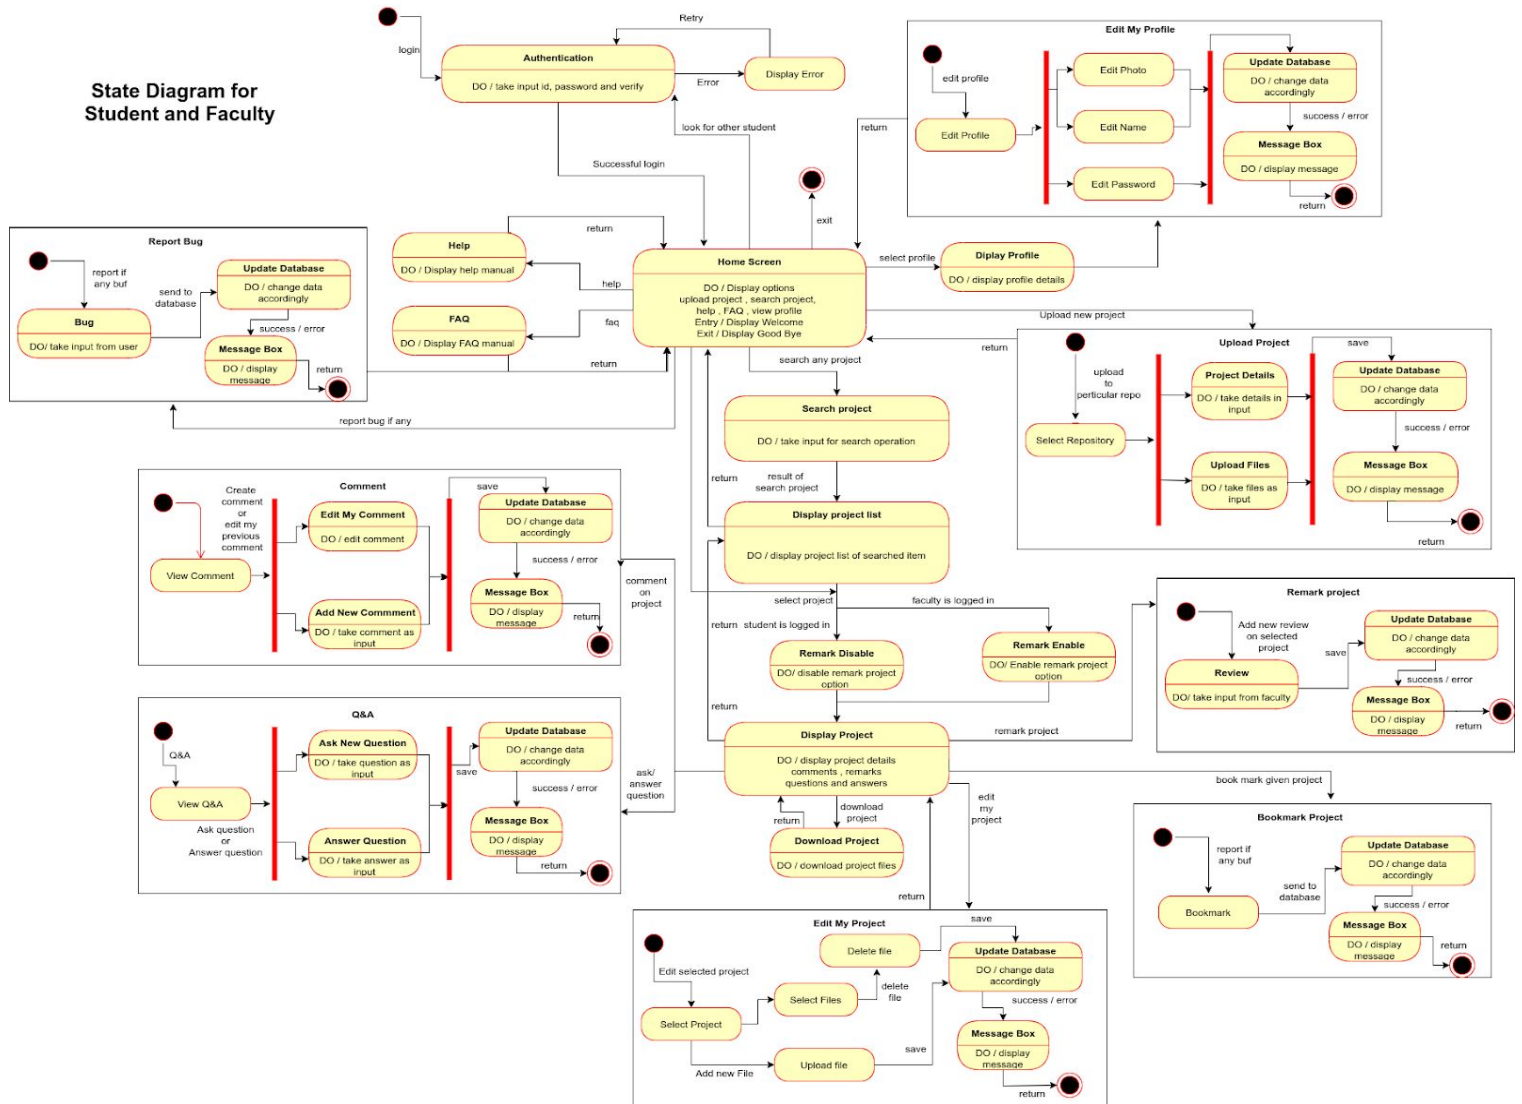 State Diagram for
Student and Faculty
login
Retry
Authentication
DO / take input id, password and verify
Error
Display Error
look for other student
Successful login
exit
return
Edit My Profile
edit profile
Edit Profile
Edit Photo
Edit Name
Edit Password
Update Database
DO / change data
accordingly
success / error
Message Box
DO / display message
return
Report Bug
report if
any buf
Bug
DO/ take input from user
send to
database
Update Database
DO / change data
accordingly
success / error
Message Box
DO / display
message
return
Help
DO / Display help manual
return
help
FAQ
DO / Display FAQ manual
faq
return
report bug if any
Home Screen
DO / Display options
upload project , search project,
help , FAQ , view profile
Entry / Display Welcome
Exit / Display Good Bye
select profile
Diplay Profile
DO / display profile details
Upload new project
return
Upload Project
upload
to
perticular repo
Select Repository
Project Details
DO / take details in
input
Upload Files
DO / take files as
input
save
Update Database
DO / change data
accordingly
success / error
Message Box
DO / display message
return
search any project
Search project
DO / take input for search operation
return
result of
search project
Display project list
DO / display project list of searched item
select project
faculty is logged in
return
student is logged in
Remark Disable
DO/ disable remark project
option
Remark Enable
DO/ Enable remark project
option
return
Comment
Create
comment
or
edit my
previous
comment
View Comment
Edit My Comment
DO / edit comment
Add New Commment
DO / take comment as
input
save
Update Database
DO / change data
accordingly
success / error
Message Box
DO / display
message
return
comment
on
project
Q&A
Q&A
View Q&A
Ask question
or
Answer question
Ask New Question
DO / take question as
input
Answer Question
DO / take answer as
input
save
Update Database
DO / change data
accordingly
success / error
Message Box
DO / display
message
return
ask/
answer
question
Display Project
DO / display project details
comments , remarks
questions and answers
remark project
return
download
project
Download Project
DO / download project files
edit
my
project
book mark given project
return
Remark project
Add new review
on selected
project
Review
DO/ take input from faculty
save
Update Database
DO / change data
accordingly
success / error
Message Box
DO / display
message
return
Bookmark Project
report if
any buf
Bookmark
send to
database
Update Database
DO / change data
accordingly
success / error
Message Box
DO / display
message
return
Edit My Project
Edit selected project
Select Project
Select Files
Delete file
delete
file
Add new File
Upload file
save
save
Update Database
DO / change data
accordingly
success / error
Message Box
DO / display
message
return